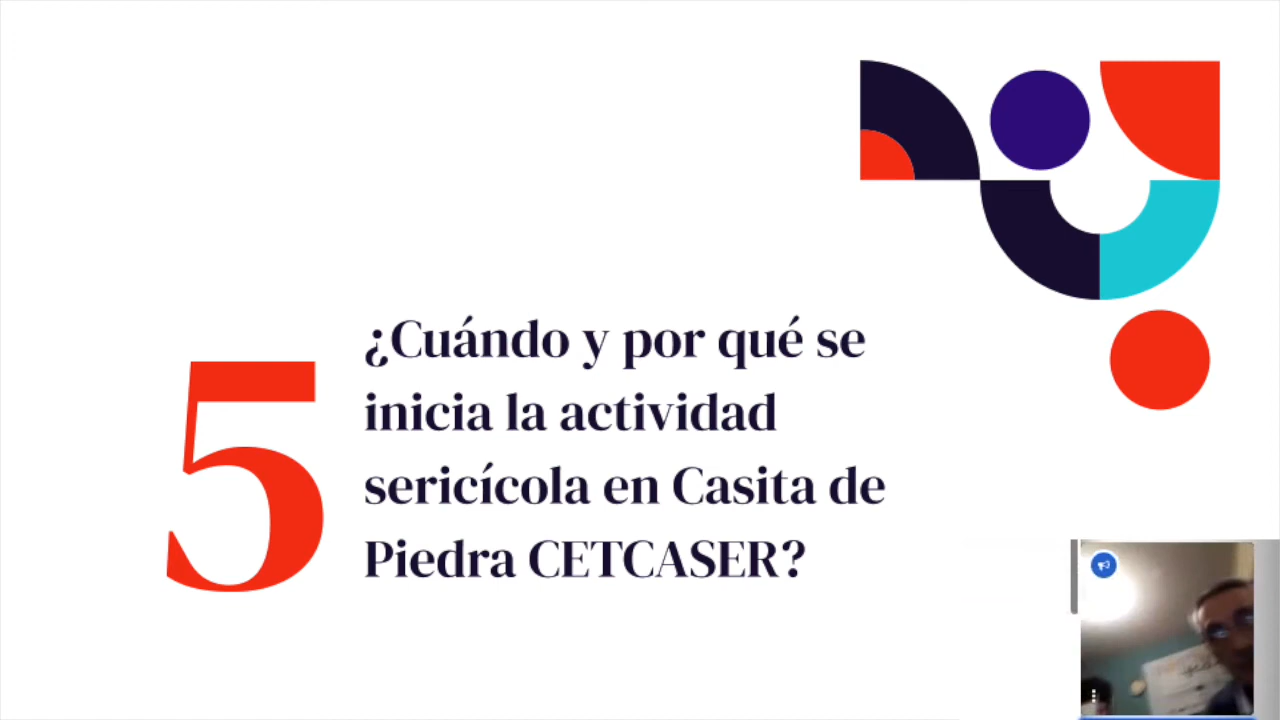 5
¿Cuándo y por qué se
inicia la actividad
sericícola en Casita de
Piedra CETCASER?